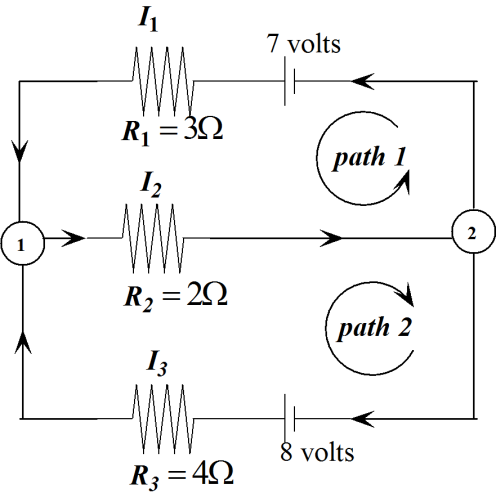 I₁
7 volts
R₁ = 3Ω
path 1
I₂
1
2
R₂ = 2Ω
path 2
I₃
8 volts
R₃ = 4Ω